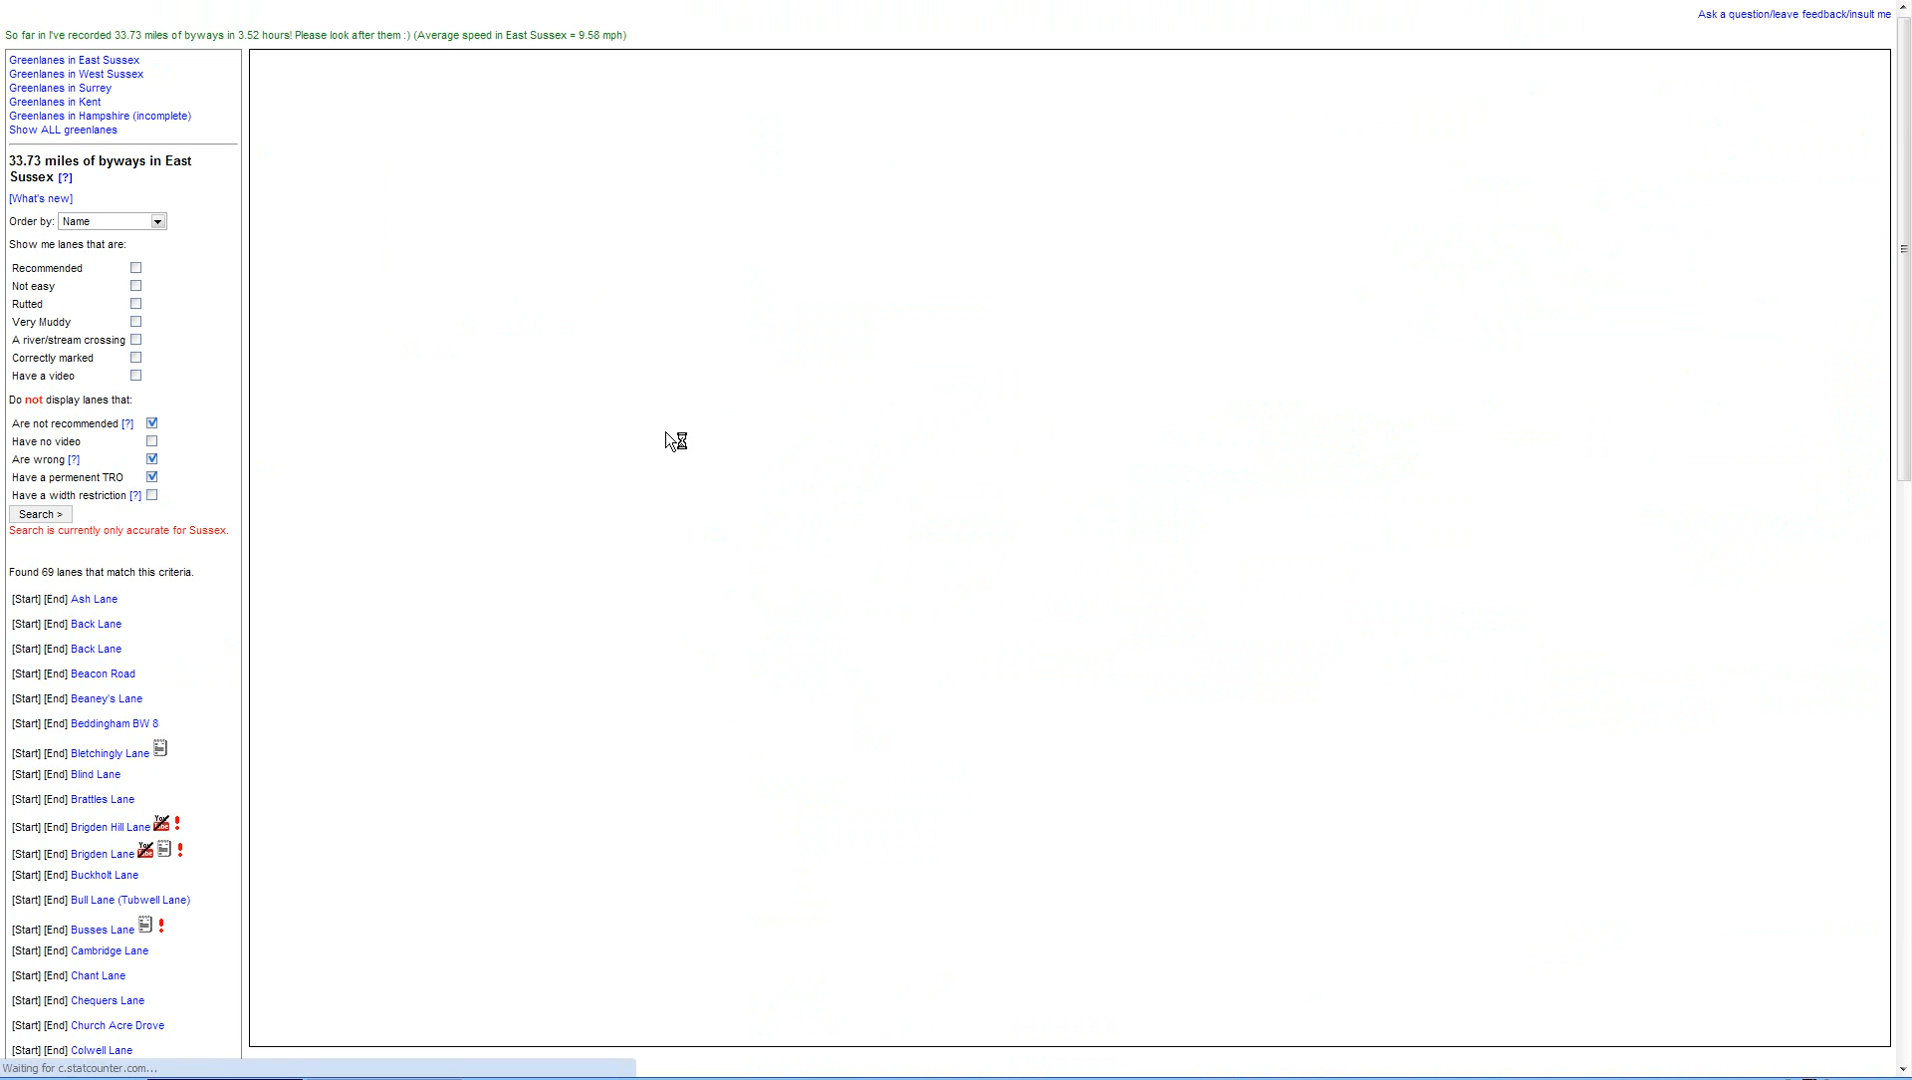 Ask a question/leave feedback/insult me
So far in I've recorded 33.73 miles of byways in 3.52 hours! Please look after them :) (Average speed in East Sussex = 9.58 mph)
Greenlanes in East Sussex
Greenlanes in West Sussex
Greenlanes in Surrey
Greenlanes in Kent
Greenlanes in Hampshire (incomplete)
Show ALL greenlanes
33.73 miles of byways in East
Sussex [?]
[What's new]
Order by: Name
Show me lanes that are:
Recommended
Not easy
Rutted
Very Muddy
A river/stream crossing
Correctly marked
Have a video
Do not display lanes that:
Are not recommended [?]
Have no video
Are wrong [?]
Have a permenent TRO
Have a width restriction [?]
Search >
Search is currently only accurate for Sussex.
Found 69 lanes that match this criteria.
[Start] [End] Ash Lane
[Start] [End] Back Lane
[Start] [End] Back Lane
[Start] [End] Beacon Road
[Start] [End] Beaney's Lane
[Start] [End] Beddingham BW 8
[Start] [End] Bletchingly Lane
[Start] [End] Blind Lane
[Start] [End] Brattles Lane
[Start] [End] Brigden Hill Lane You Tube !
[Start] [End] Brigden Lane You Tube !
[Start] [End] Buckholt Lane
[Start] [End] Bull Lane (Tubwell Lane)
[Start] [End] Busses Lane !
[Start] [End] Cambridge Lane
[Start] [End] Chant Lane
[Start] [End] Chequers Lane
[Start] [End] Church Acre Drove
[Start] [End] Colwell Lane
Waiting for c.statcounter.com...